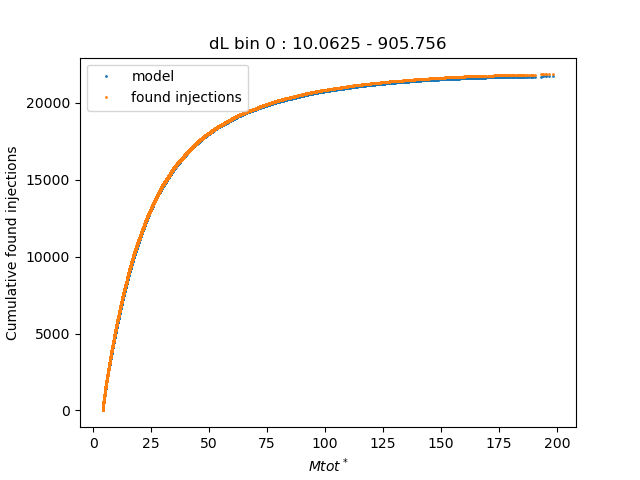 dL bin 0 : 10.0625 - 905.756
model
found injections
Cumulative found injections
20000
15000
10000
5000
0
0 25 50 75 100 125 150 175 200
Mtot*